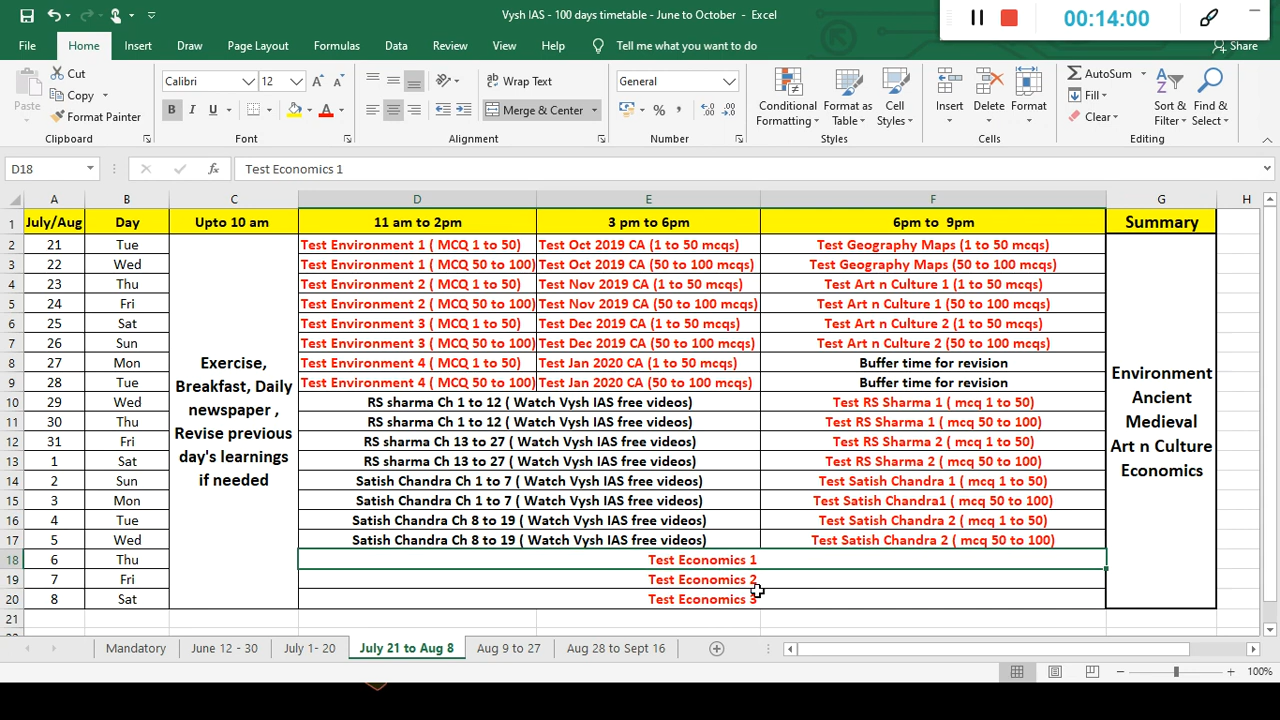 Vysh IAS - 100 days timetable - June to October - Excel
00:14:00
File Home Insert Draw Page Layout Formulas Data Review View Help Tell me what you want to do Share
Paste
Cut
Copy
Format Painter
Clipboard
Calibri 12
B I U
Font
Wrap Text
Merge & Center
Alignment
General
Number
Conditional Formatting
Format as Table
Cell Styles
Styles
Insert Delete Format
Cells
AutoSum
Fill
Clear
Sort & Filter
Find & Select
Editing
D18 Test Economics 1
A B C D E F G H
1 July/Aug Day Upto 10 am 11 am to 2pm 3 pm to 6pm 6pm to 9pm Summary
2 21 Tue Test Environment 1 ( MCQ 1 to 50) Test Oct 2019 CA (1 to 50 mcqs) Test Geography Maps (1 to 50 mcqs)
3 22 Wed Test Environment 1 ( MCQ 50 to 100) Test Oct 2019 CA (50 to 100 mcqs) Test Geography Maps (50 to 100 mcqs)
4 23 Thu Test Environment 2 ( MCQ 1 to 50) Test Nov 2019 CA (1 to 50 mcqs) Test Art n Culture 1 (1 to 50 mcqs)
5 24 Fri Test Environment 2 ( MCQ 50 to 100) Test Nov 2019 CA (50 to 100 mcqs) Test Art n Culture 1 (50 to 100 mcqs)
6 25 Sat Test Environment 3 ( MCQ 1 to 50) Test Dec 2019 CA (1 to 50 mcqs) Test Art n Culture 2 (1 to 50 mcqs)
7 26 Sun Test Environment 3 ( MCQ 50 to 100) Test Dec 2019 CA (50 to 100 mcqs) Test Art n Culture 2 (50 to 100 mcqs)
8 27 Mon Test Environment 4 ( MCQ 1 to 50) Test Jan 2020 CA (1 to 50 mcqs) Buffer time for revision
9 28 Tue Test Environment 4 ( MCQ 50 to 100) Test Jan 2020 CA (50 to 100 mcqs) Buffer time for revision
10 29 Wed RS sharma Ch 1 to 12 ( Watch Vysh IAS free videos) Test RS Sharma 1 ( mcq 1 to 50)
11 30 Thu RS sharma Ch 1 to 12 ( Watch Vysh IAS free videos) Test RS Sharma 1 ( mcq 50 to 100)
12 31 Fri RS sharma Ch 13 to 27 ( Watch Vysh IAS free videos) Test RS Sharma 2 ( mcq 1 to 50)
13 1 Sat RS sharma Ch 13 to 27 ( Watch Vysh IAS free videos) Test RS Sharma 2 ( mcq 50 to 100)
14 2 Sun Satish Chandra Ch 1 to 7 ( Watch Vysh IAS free videos) Test Satish Chandra 1 ( mcq 1 to 50)
15 3 Mon Satish Chandra Ch 1 to 7 ( Watch Vysh IAS free videos) Test Satish Chandra1 ( mcq 50 to 100)
16 4 Tue Satish Chandra Ch 8 to 19 ( Watch Vysh IAS free videos) Test Satish Chandra 2 ( mcq 1 to 50)
17 5 Wed Satish Chandra Ch 8 to 19 ( Watch Vysh IAS free videos) Test Satish Chandra 2 ( mcq 50 to 100)
18 6 Thu Test Economics 1
19 7 Fri Test Economics 2
20 8 Sat Test Economics 3
21
Exercise,
Breakfast, Daily
newspaper ,
Revise previous
day's learnings
if needed
Environment
Ancient
Medieval
Art n Culture
Economics
Mandatory June 12 - 30 July 1- 20 July 21 to Aug 8 Aug 9 to 27 Aug 28 to Sept 16
100%